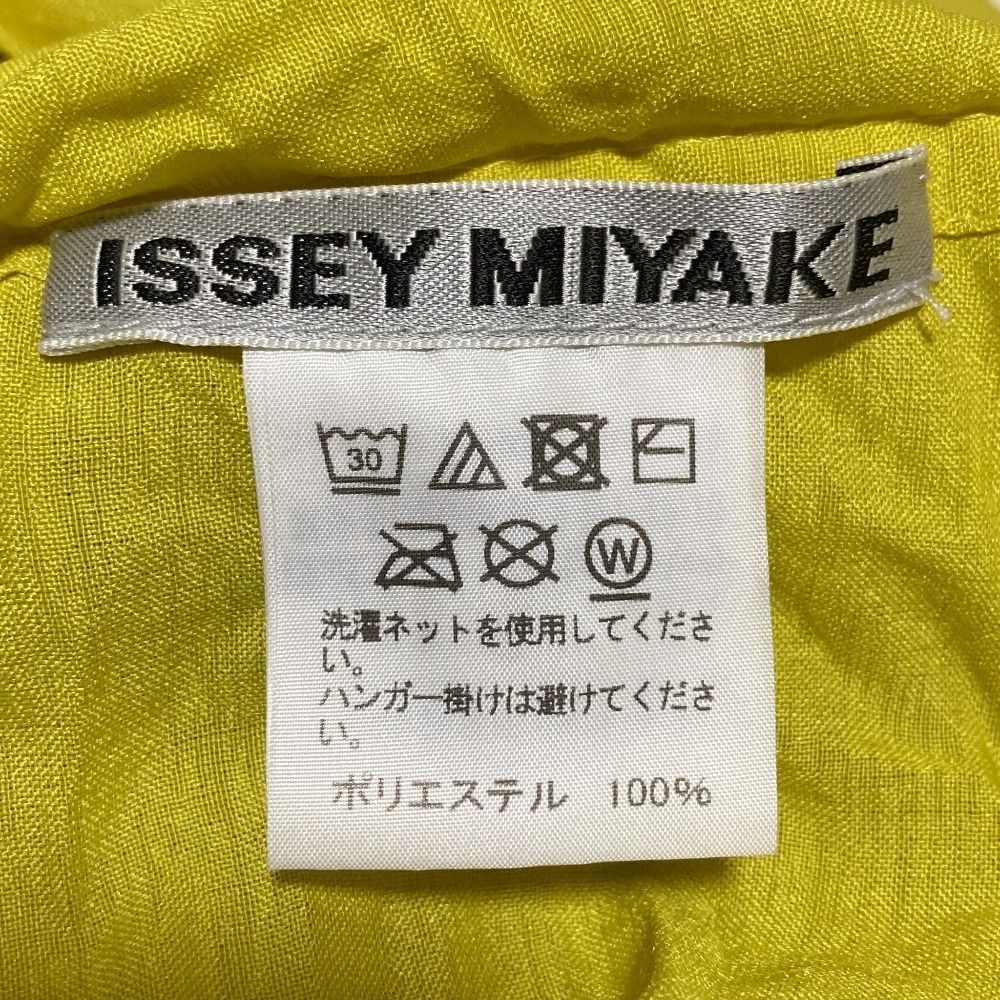 ISSEY MIYAKE
30
W
洗濯ネットを使用してくださ
い。
ハンガー掛けは避けてくださ
い。
ポリエステル 100%